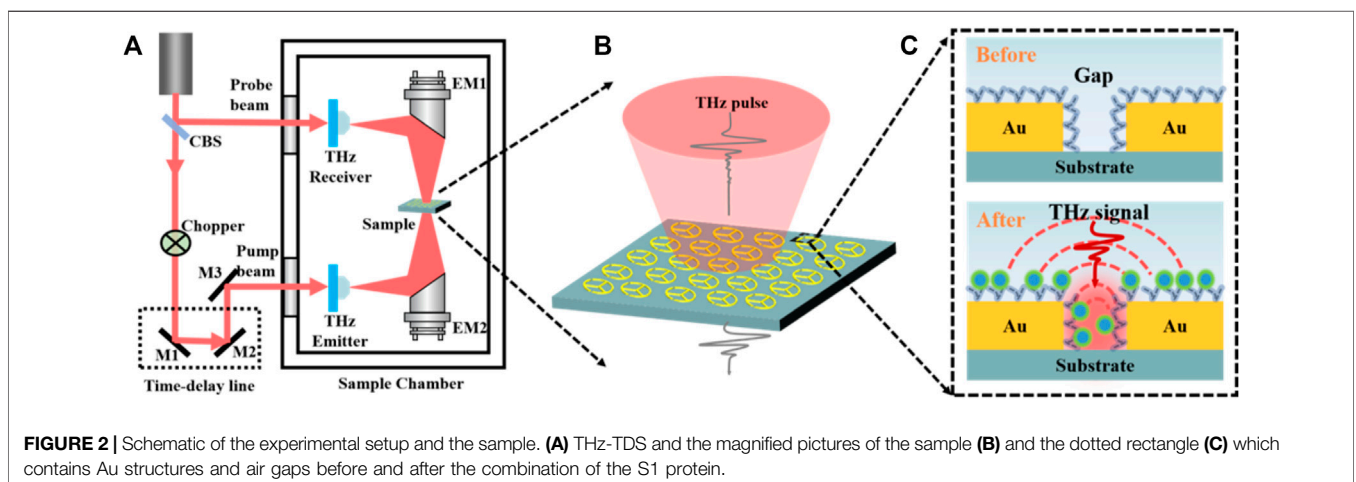 A
B
C
Probe
beam
EM1
CBS
THz
Receiver
Sample
Chopper
Pump
beam
M3
THz
Emitter
EM2
M1
M2
Time-delay line
Sample Chamber
THz pulse
Before
Gap
Au
Au
Substrate
After
THz signal
Au
Au
Substrate
FIGURE 2 | Schematic of the experimental setup and the sample. (A) THz-TDS and the magnified pictures of the sample (B) and the dotted rectangle (C) which
contains Au structures and air gaps before and after the combination of the S1 protein.